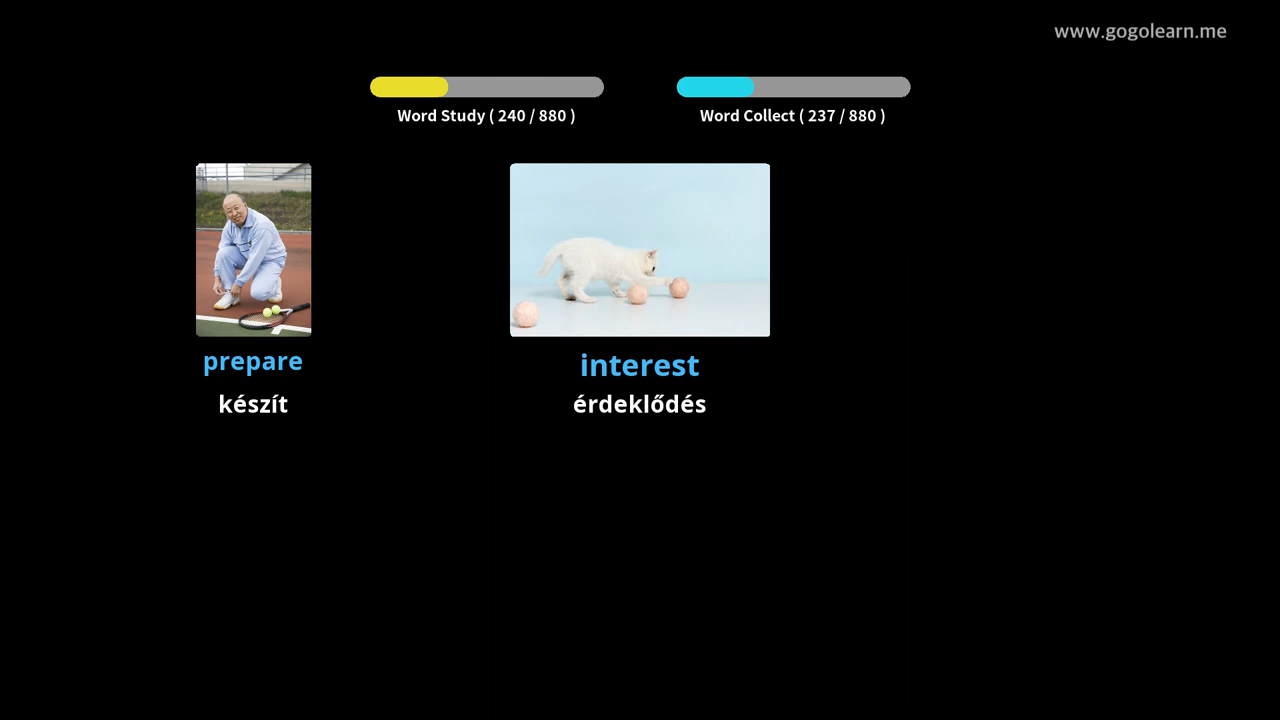 www.gogolearn.me
Word Study ( 240 / 880 )
Word Collect ( 237 / 880 )
prepare
készít
interest
érdeklődés